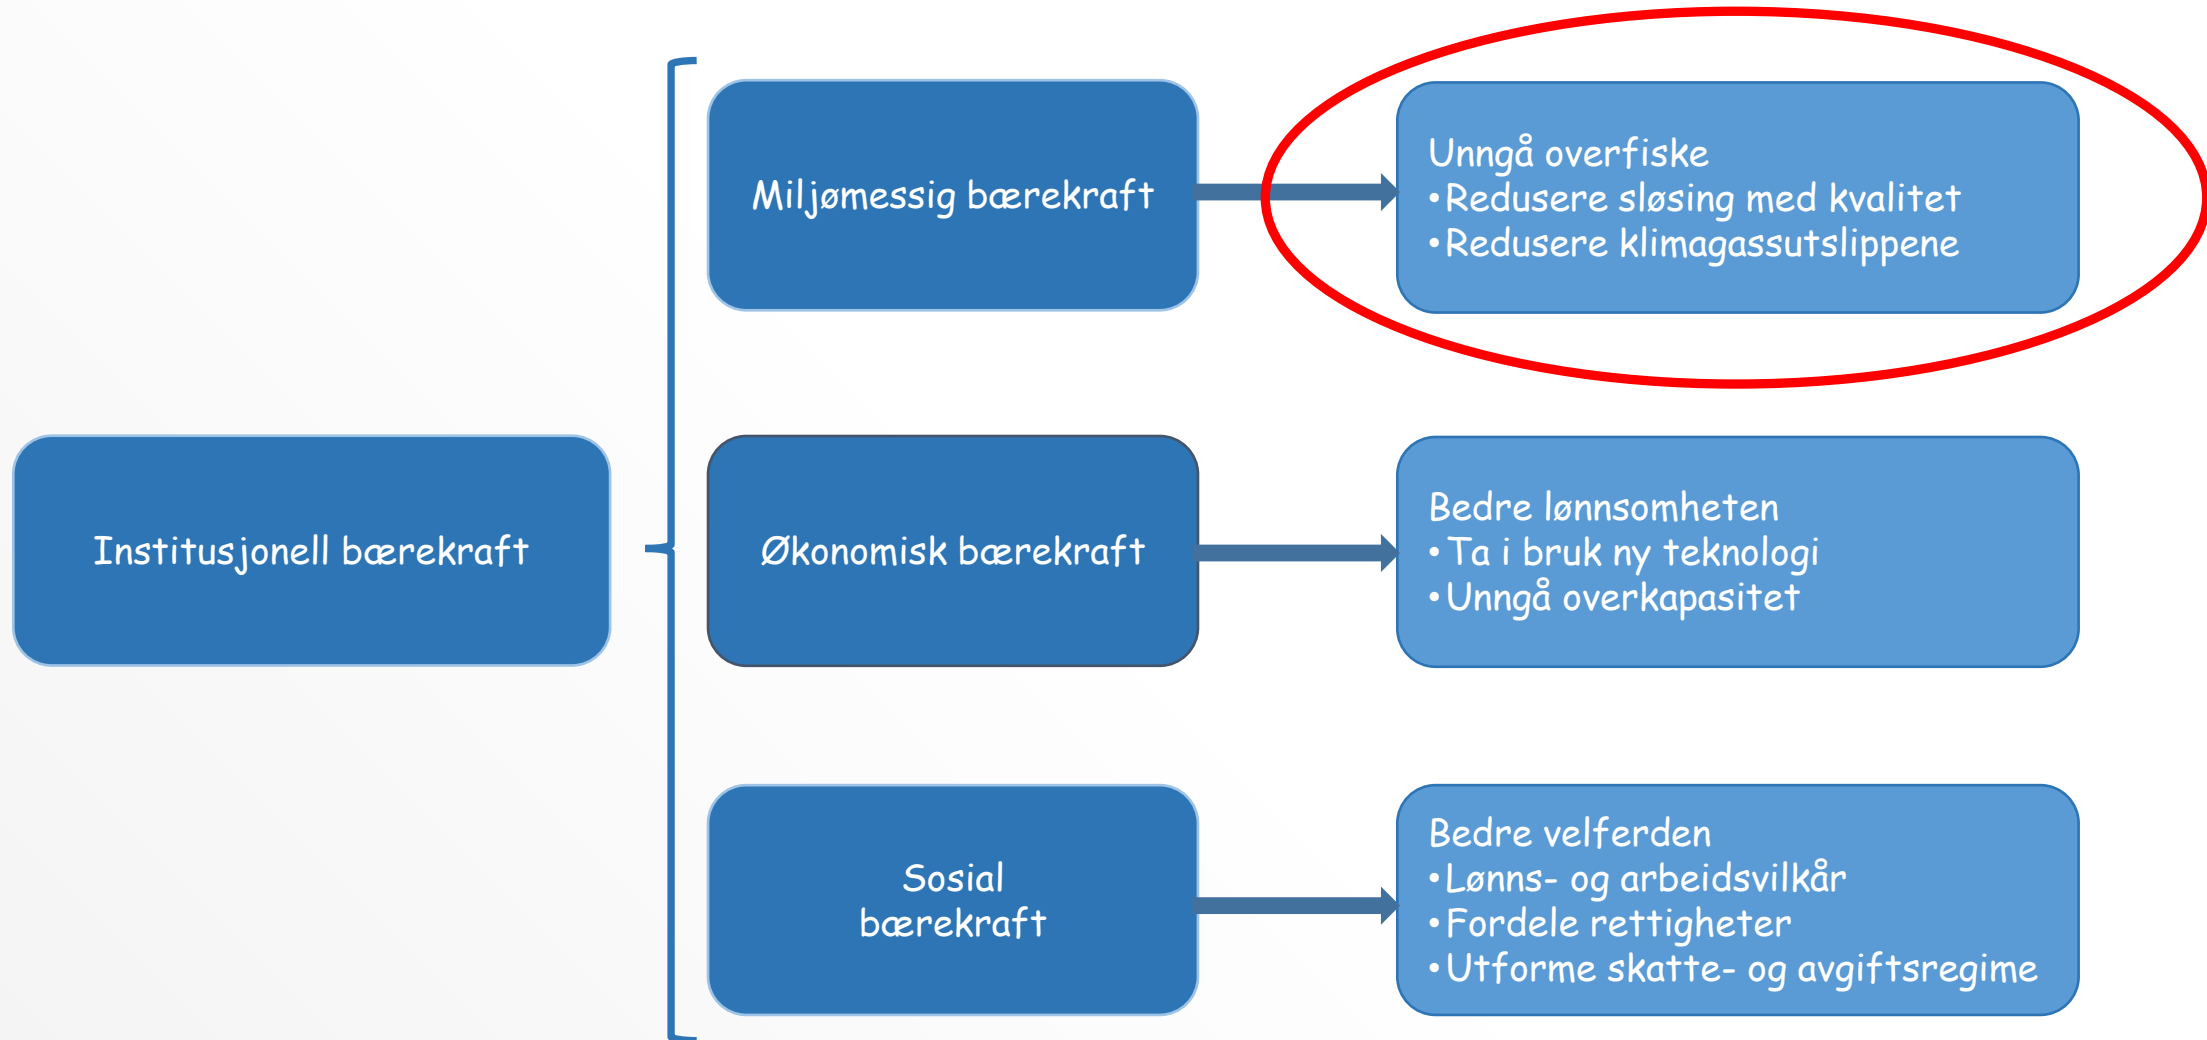 Institusjonell bærekraft
Miljømessig bærekraft
Unngå overfiske
•Redusere sløsing med kvalitet
•Redusere klimagassutslippene
Økonomisk bærekraft
Bedre lønnsomheten
•Ta i bruk ny teknologi
•Unngå overkapasitet
Sosial
bærekraft
Bedre velferden
•Lønns- og arbeidsvilkår
•Fordele rettigheter
•Utforme skatte- og avgiftsregime